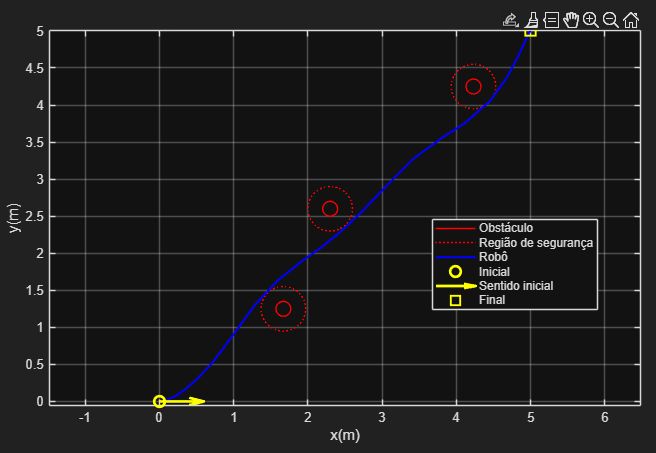 5
4.5
4
3.5
3
2.5
2
1.5
1
0.5
0
y(m)
Obstáculo
Região de segurança
Robô
Inicial
Sentido inicial
Final
-1 0 1 2 3 4 5 6
x(m)